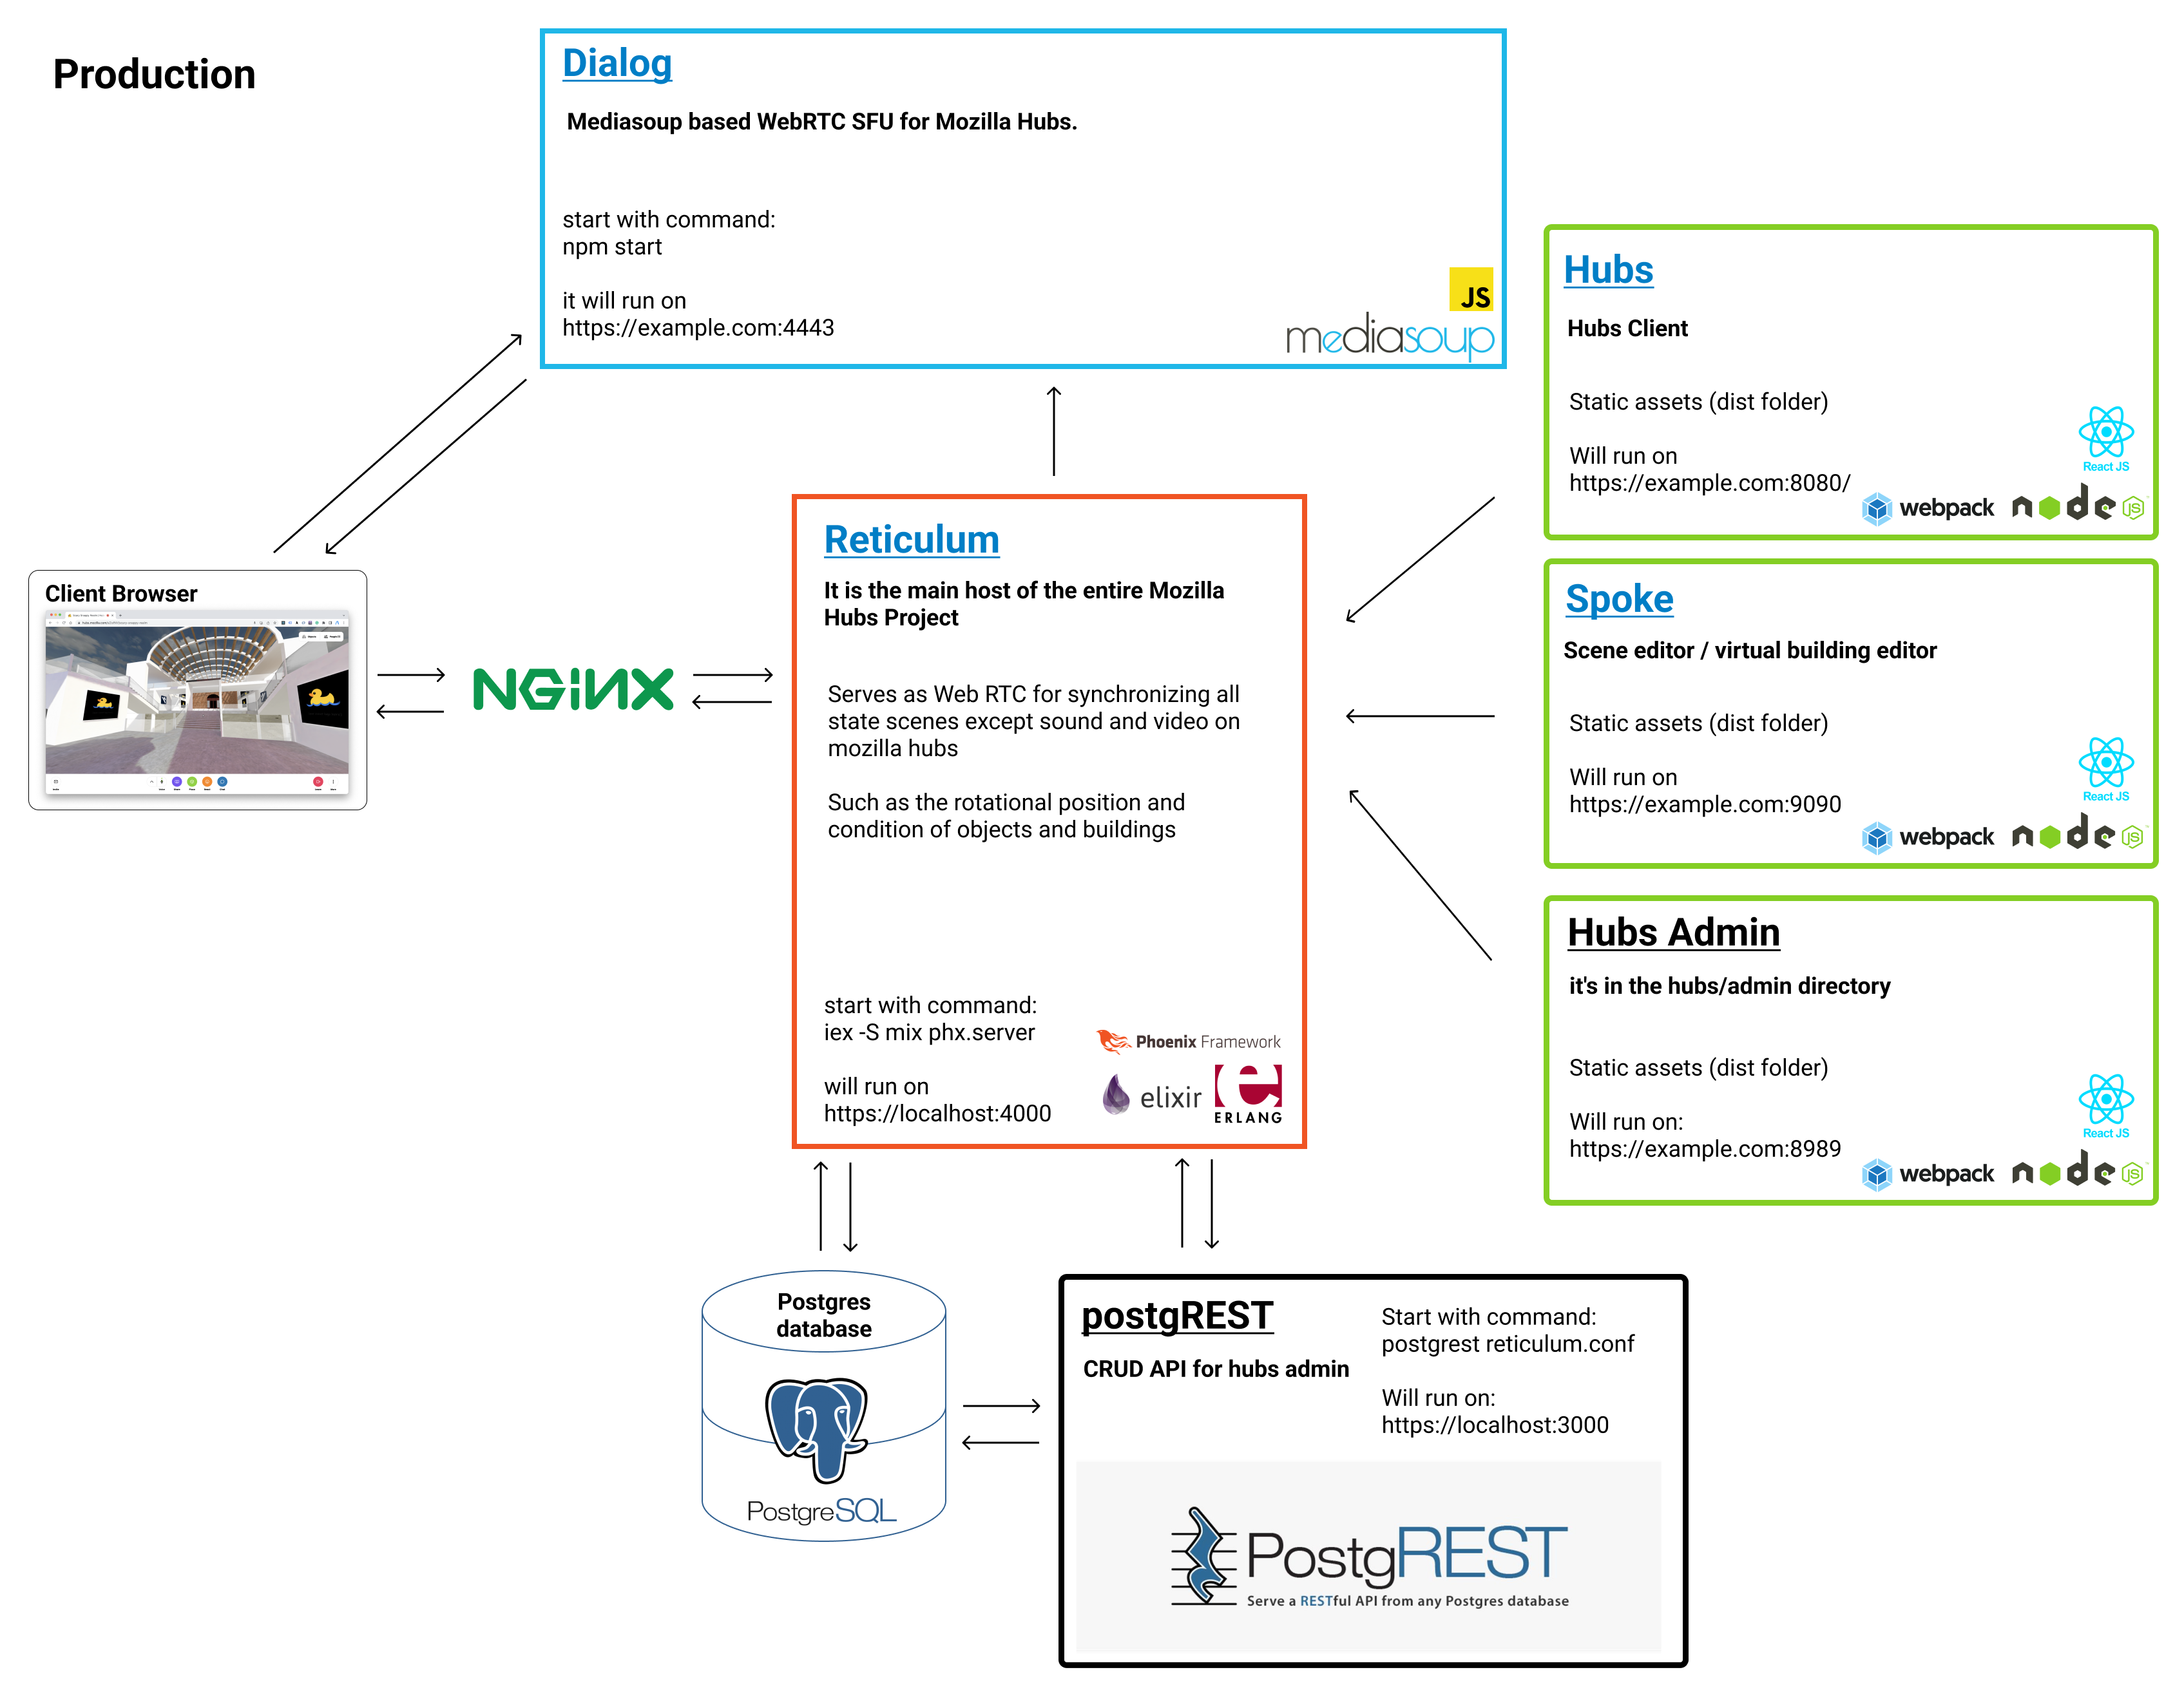 Production
Dialog
Mediasoup based WebRTC SFU for Mozilla Hubs.
start with command:
npm start
it will run on
https://example.com:4443
JS
mediasoup
Hubs
Hubs Client
Static assets (dist folder)
Will run on
https://example.com:8080/
React JS
webpack
node
JS
Reticulum
It is the main host of the entire Mozilla
Hubs Project
Serves as Web RTC for synchronizing all
state scenes except sound and video on
mozilla hubs
Such as the rotational position and
condition of objects and buildings
start with command:
iex -S mix phx.server
will run on
https://localhost:4000
Phoenix Framework
elixir
e
ERLANG
Client Browser
NGINX
Spoke
Scene editor / virtual building editor
Static assets (dist folder)
Will run on
https://example.com:9090
React JS
webpack
node
JS
Hubs Admin
it's in the hubs/admin directory
Static assets (dist folder)
Will run on:
https://example.com:8989
React JS
webpack
node
JS
Postgres
database
PostgreSQL
postgREST
CRUD API for hubs admin
Start with command:
postgrest reticulum.conf
Will run on:
https://localhost:3000
PostgREST
Serve a RESTful API from any Postgres database